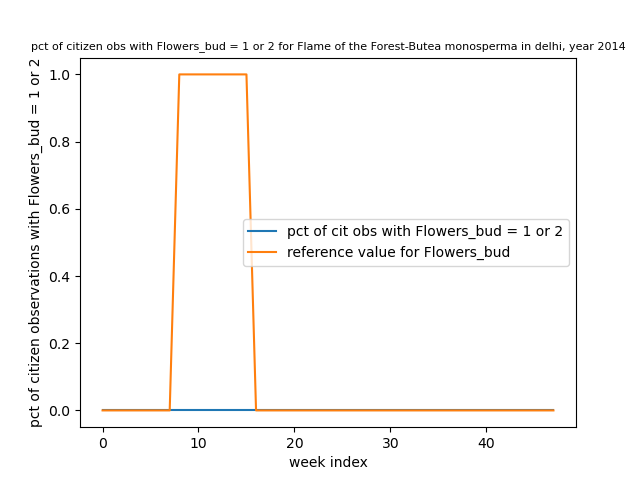 pct of citizen obs with Flowers_bud = 1 or 2 for Flame of the Forest-Butea monosperma in delhi, year 2014
pct of citizen observations with Flowers_bud = 1 or 2
1.0
0.8
0.6
0.4
0.2
0.0
pct of cit obs with Flowers_bud = 1 or 2
reference value for Flowers_bud
0 10 20 30 40
week index